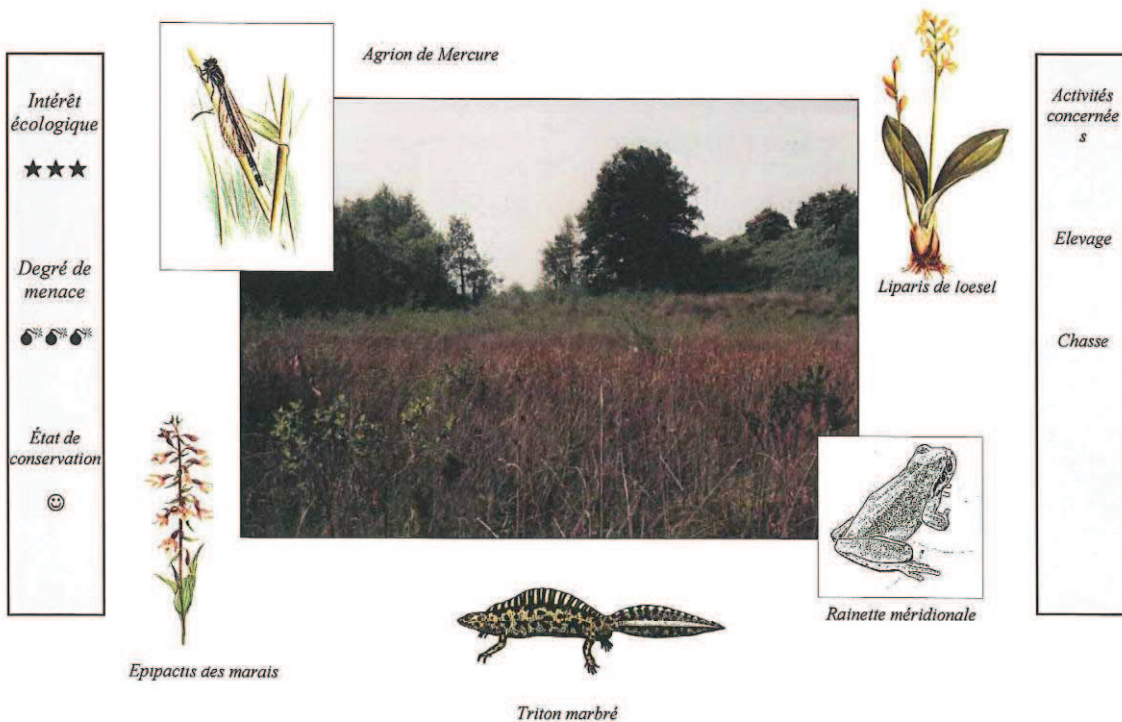 Intérêt
écologique
★★★
Degré de
menace
État de
conservation
☺
Agrion de Mercure
Liparis de loesel
Rainette méridionale
Triton marbré
Epipactis des marais
Activités
concernée
s
Elevage
Chasse